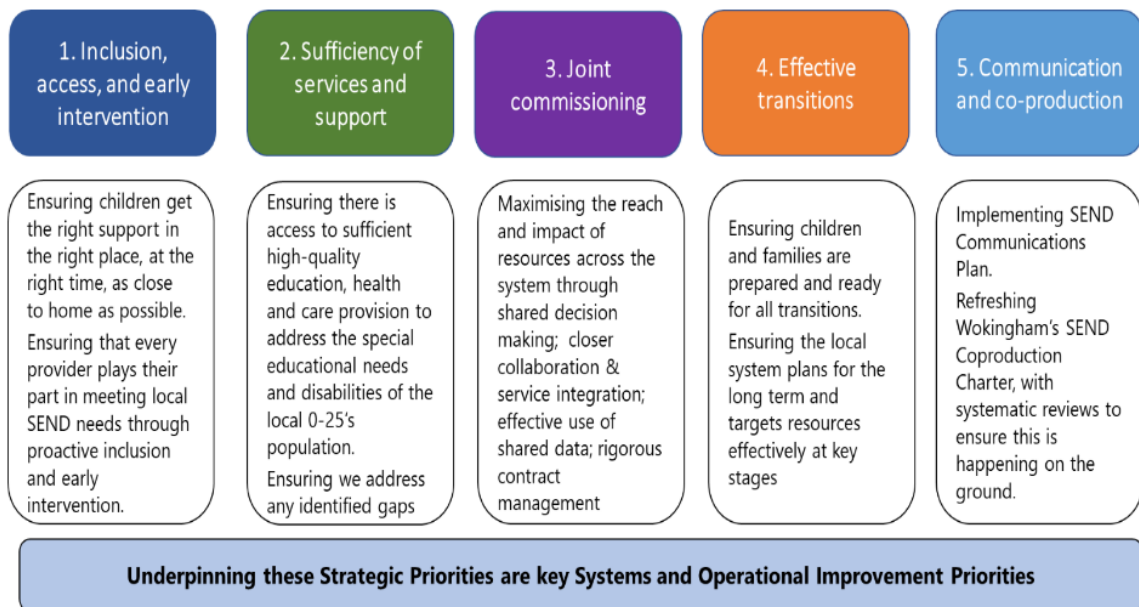 1. Inclusion,
access, and early
intervention
2. Sufficiency of
services and
support
3. Joint
commissioning
4. Effective
transitions
5. Communication
and co-production
Ensuring children get
the right support in
the right place, at the
right time, as close
to home as possible.
Ensuring that every
provider plays their
part in meeting local
SEND needs through
proactive inclusion
and early
intervention.
Ensuring there is
access to sufficient
high-quality
education, health
and care provision to
address the special
educational needs
and disabilities of the
local 0-25's
population.
Ensuring we address
any identified gaps
Maximising the reach
and impact of
resources across the
system through
shared decision
making; closer
collaboration &
service integration;
effective use of
shared data; rigorous
contract
management
Ensuring children
and families are
prepared and ready
for all transitions.
Ensuring the local
system plans for the
long term and
targets resources
effectively at key
stages
Implementing SEND
Communications
Plan.
Refreshing
Wokingham's SEND
Coproduction
Charter, with
systematic reviews to
ensure this is
happening on the
ground.
Underpinning these Strategic Priorities are key Systems and Operational Improvement Priorities